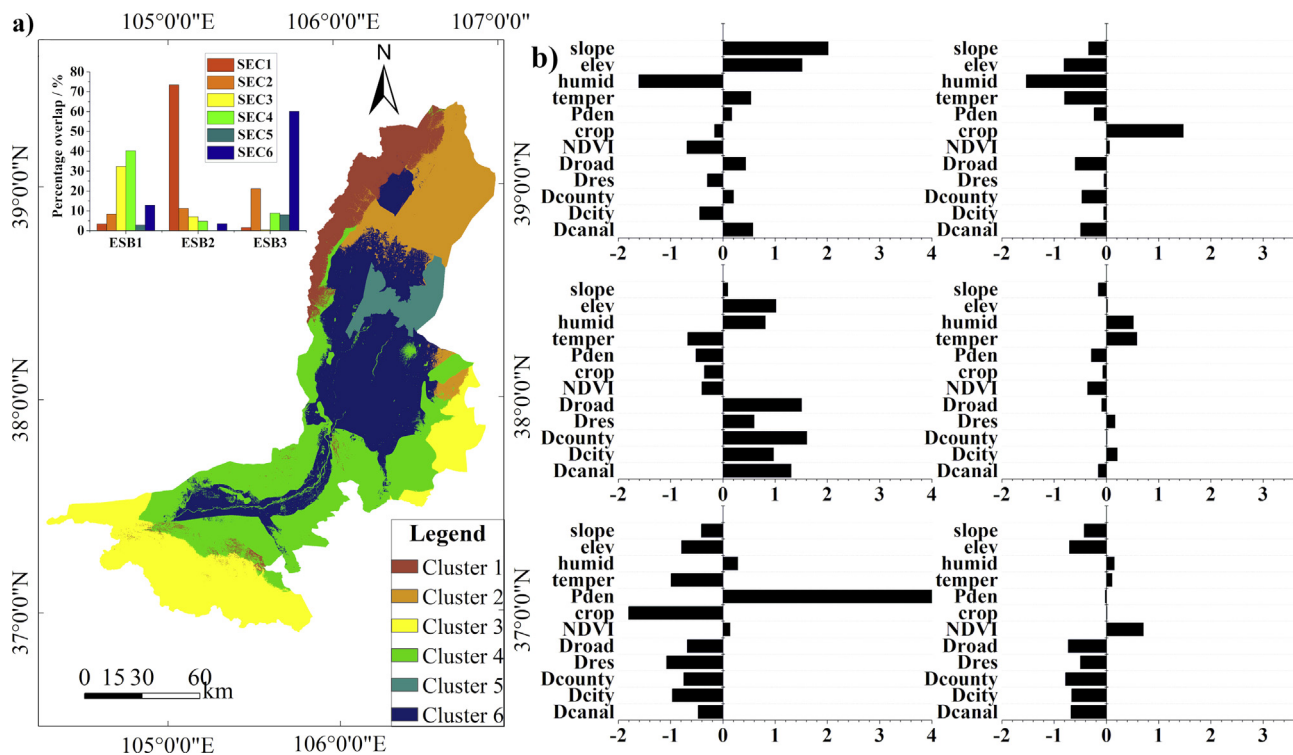 a)
105°0'0"E
106°0'0"E
107°0'0"
N
80
70
60
50
40
30
20
10
0
Percentage overlap / %
SEC1
SEC2
SEC3
SEC4
SEC5
SEC6
ESB1 ESB2 ESB3
39°0'0"N
38°0'0"N
37°0'0"N
39°0'0"N
38°0'0"N
37°0'0"N
Legend
Cluster 1
Cluster 2
Cluster 3
Cluster 4
Cluster 5
Cluster 6
0 15 30 60
km
105°0'0"E
106°0'0"E
b)
slope
elev
humid
temper
Pden
crop
NDVI
Droad
Dres
Dcounty
Dcity
Dcanal
-2 -1 0 1 2 3 4
slope
elev
humid
temper
Pden
crop
NDVI
Droad
Dres
Dcounty
Dcity
Dcanal
-2 -1 0 1 2 3
slope
elev
humid
temper
Pden
crop
NDVI
Droad
Dres
Dcounty
Dcity
Dcanal
-2 -1 0 1 2 3 4
slope
elev
humid
temper
Pden
crop
NDVI
Droad
Dres
Dcounty
Dcity
Dcanal
-2 -1 0 1 2 3
slope
elev
humid
temper
Pden
crop
NDVI
Droad
Dres
Dcounty
Dcity
Dcanal
-2 -1 0 1 2 3 4
slope
elev
humid
temper
Pden
crop
NDVI
Droad
Dres
Dcounty
Dcity
Dcanal
-2 -1 0 1 2 3